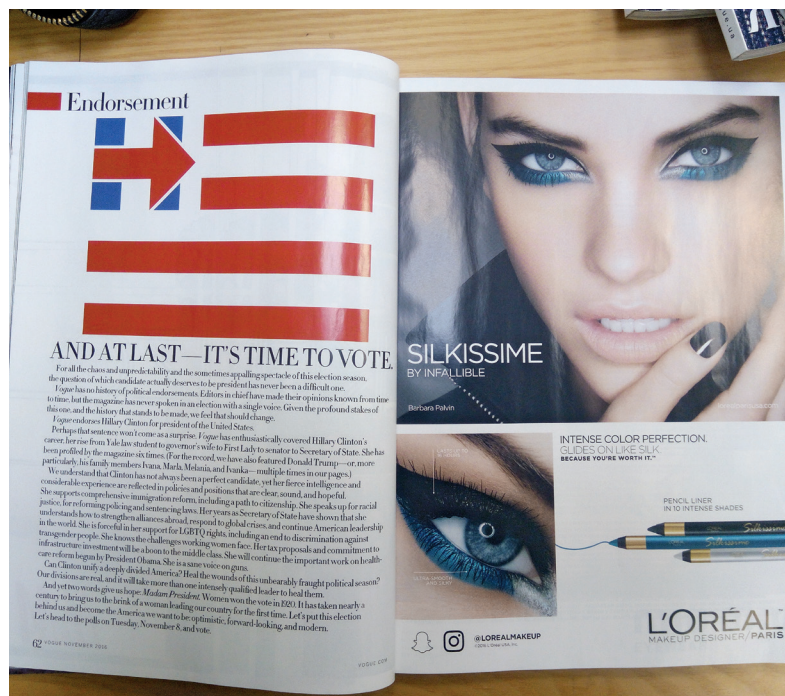 Endorsement
AND AT LAST—IT'S TIME TO VOTE.
For all the chaos and unpredictability and the sometimes appalling spectacle of this election season,
the question of which candidate actually deserves to be president has never been a difficult one.
Vogue has no history of political endorsements. Editors in chief have made their opinions known from time
to time, but the magazine has never spoken in an election with a single voice. Given the profound stakes of
this one, and the history that stands to be made, we feel that should change.
Vogue endorses Hillary Clinton for president of the United States.
Perhaps that sentence won't come as a surprise. Vogue has enthusiastically covered Hillary Clinton's
career, her rise from Yale law student to governor's wife to First Lady to senator to Secretary of State. She has
been profiled by the magazine six times. (For the record, we have also featured Donald Trump—or, more
particularly, his family members Ivana, Marla, Melania, and Ivanka—multiple times in our pages.)
We understand that Clinton has not always been a perfect candidate, yet her fierce intelligence and
considerable experience are reflected in policies and positions that are clear, sound, and hopeful.
She supports comprehensive immigration reform, including a path to citizenship. She speaks up for racial
justice, for reforming policing and sentencing laws. Her years as Secretary of State have shown that she
understands how to strengthen alliances abroad, respond to global crises, and continue American leadership
in the world. She is forceful in her support for LGBTQ rights, including an end to discrimination against
transgender people. She knows the challenges working women face. Her tax proposals and commitment to
infrastructure investment will be a boon to the middle class. She will continue the important work on health-
care reform begun by President Obama. She is a sane voice on guns.
Can Clinton unify a deeply divided America? Heal the wounds of this unbearably fraught political season?
Our divisions are real, and it will take more than one intensely qualified leader to heal them.
And yet two words give us hope: Madam President. Women won the vote in 1920. It has taken nearly a
century to bring us to the brink of a woman leading our country for the first time. Let's put this election
behind us and become the America we want to be: optimistic, forward-looking, and modern.
Let's head to the polls on Tuesday, November 8, and vote.
62 VOGUE NOVEMBER 2016
VOGUE.COM
SILKISSIME
BY INFALLIBLE
Barbara Palvin
INTENSE COLOR PERFECTION.
GLIDES ON LIKE SILK.
BECAUSE YOU'RE WORTH IT.™
PENCIL LINER
IN 10 INTENSE SHADES
Silkissime
Silkissime
Silkissime
ULTRA SMOOTH
AND SILKY
@LOREALMAKEUP
L'ORÉAL
MAKEUP DESIGNER/PARIS